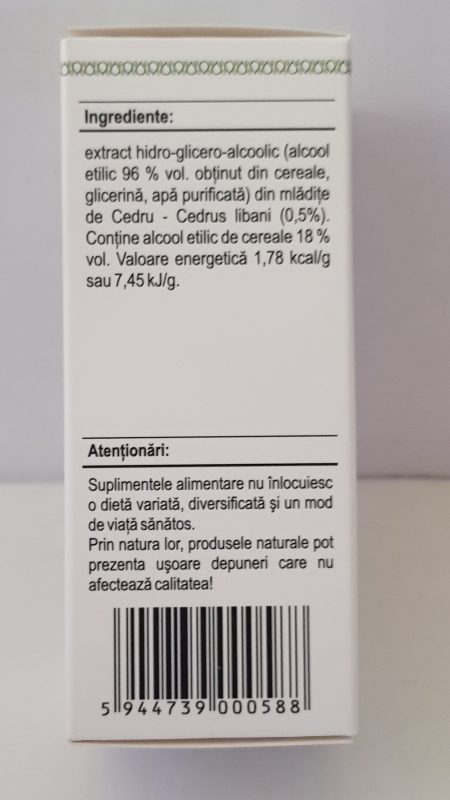 Ingrediente:
extract hidro-glicero-alcoolic (alcool
etilic 96 % vol. obținut din cereale,
glicerină, apă purificată) din mlădițe
de Cedru - Cedrus libani (0,5%).
Conține alcool etilic de cereale 18 %
vol. Valoare energetică 1,78 kcal/g
sau 7,45 kJ/g.
Atenționări:
Suplimentele alimentare nu înlocuiesc
o dietă variată, diversificată şi un mod
de viață sănătos.
Prin natura lor, produsele naturale pot
prezenta uşoare depuneri care nu
afectează calitatea!
5 944739 000588